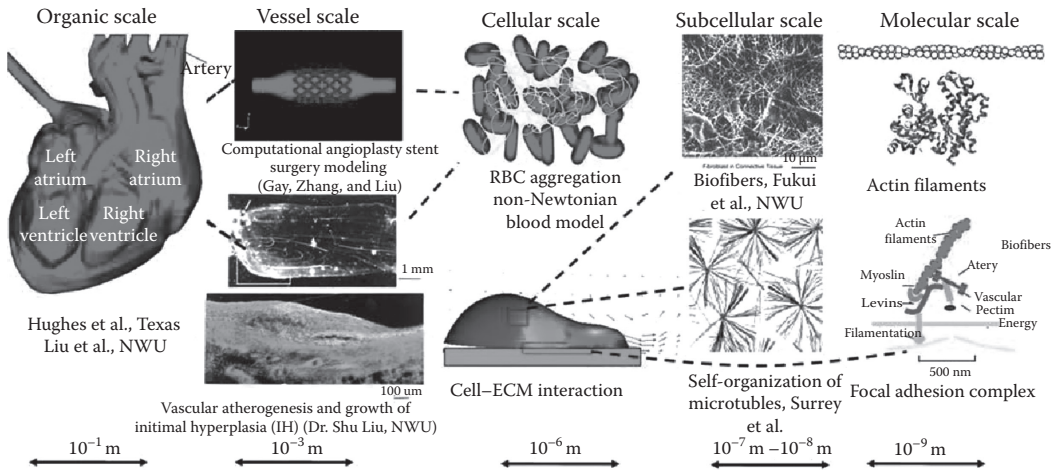 Organic scale
Artery
Left
atrium
Right
atrium
Left
ventricle
Right
ventricle
Hughes et al., Texas
Liu et al., NWU
10⁻¹ m
Vessel scale
Computational angioplasty stent
surgery modeling
(Gay, Zhang, and Liu)
1 mm
100 um
Vascular atherogenesis and growth of
initimal hyperplasia (IH) (Dr. Shu Liu, NWU)
10⁻³ m
Cellular scale
RBC aggregation
non-Newtonian
blood model
Cell–ECM interaction
10⁻⁶ m
Subcellular scale
Fibroblast in Connective Tissue
10 μm
Biofibers, Fukui
et al., NWU
Self-organization of
microtubles, Surrey
et al.
10⁻⁷ m –10⁻⁸ m
Molecular scale
Actin filaments
Actin
filaments
Biofibers
Atery
Myoslin
Levins
Vascular
Pectim
Energy
Filamentation
500 nm
Focal adhesion complex
10⁻⁹ m